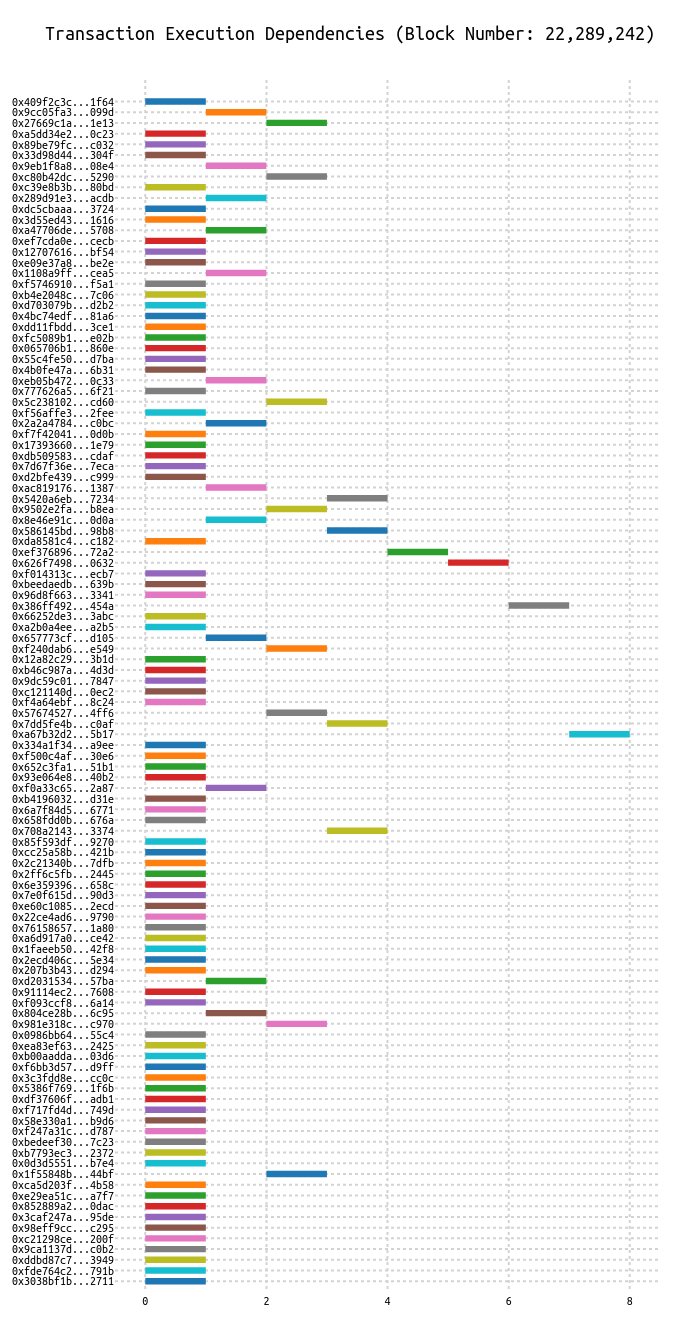 Transaction Execution Dependencies (Block Number: 22,289,242)
0x409f2c3c...1f64
0x9cc05fa3...099d
0x27669c1a...1e13
0xa5dd34e2...0c23
0x89be79fc...c032
0x33d98d44...304f
0x9eb1f8a8...08e4
0xc80b42dc...5290
0xc39e8b3b...80bd
0x289d91e3...acdb
0xdc5cbaaa...3724
0x3d55ed43...1616
0xa47706de...5708
0xef7cda0e...cecb
0x12707616...bf54
0xe09e37a8...be2e
0x1108a9ff...cea5
0xf5746910...f5a1
0xb4e2048c...7c06
0xd703079b...d2b2
0x4bc74edf...81a6
0xdd11fbdd...3ce1
0xfc5089b1...e02b
0x065706b1...860e
0x55c4fe50...d7ba
0x4b0fe47a...6b31
0xeb05b472...0c33
0x777626a5...6f21
0x5c238102...cd60
0xf56affe3...2fee
0x2a2a4784...c0bc
0xf7f42041...0d0b
0x17393660...1e79
0xdb509583...cdaf
0x7d67f36e...7eca
0xd2bfe439...c999
0xac819176...1387
0x5420a6eb...7234
0x9502e2fa...b8ea
0x8e46e91c...0d0a
0x586145bd...98b8
0xda8581c4...c182
0xef376896...72a2
0x626f7498...0632
0xf014313c...ecb7
0xbeedaedb...639b
0x96d8f663...3341
0x386ff492...454a
0x66252de3...3abc
0xa2b0a4ee...a2b5
0x657773cf...d105
0xf240dab6...e549
0x12a82c29...3b1d
0xb46c987a...4d3d
0x9dc59c01...7847
0xc121140d...0ec2
0xf4a64ebf...8c24
0x57674527...4ff6
0x7dd5fe4b...c0af
0xa67b32d2...5b17
0x334a1f34...a9ee
0xf500c4af...30e6
0x652c3fa1...51b1
0x93e064e8...40b2
0xf0a33c65...2a87
0xb4196032...d31e
0x6a7f84d5...6771
0x658fdd0b...676a
0x708a2143...3374
0x85f593df...9270
0xcc25a58b...421b
0x2c21340b...7dfb
0x2ff6c5fb...2445
0x6e359396...658c
0x7e0f615d...90d3
0xe60c1085...2ecd
0x22ce4ad6...9790
0x76158657...1a80
0xa6d917a0...ce42
0x1faeeb50...42f8
0x2ecd406c...5e34
0x207b3b43...d294
0xd2031534...57ba
0x91114ec2...7608
0xf093ccf8...6a14
0x804ce28b...6c95
0x981e318c...c970
0x0986bb64...55c4
0xea83ef63...2425
0xb00aadda...03d6
0xf6bb3d57...d9ff
0x3c3fdd8e...cc0c
0x5386f769...1f6b
0xdf37606f...adb1
0xf717fd4d...749d
0x58e330a1...b9d6
0xf247a31c...d787
0xbedeef30...7c23
0xb7793ec3...2372
0x0d3d5551...b7e4
0x1f55848b...44bf
0xca5d203f...4b58
0xe29ea51c...a7f7
0x852889a2...0dac
0x3caf247a...95de
0x98eff9cc...c295
0xc21298ce...200f
0x9ca1137d...c0b2
0xddbd87c7...3949
0xfde764c2...791b
0x3038bf1b...2711
0 2 4 6 8